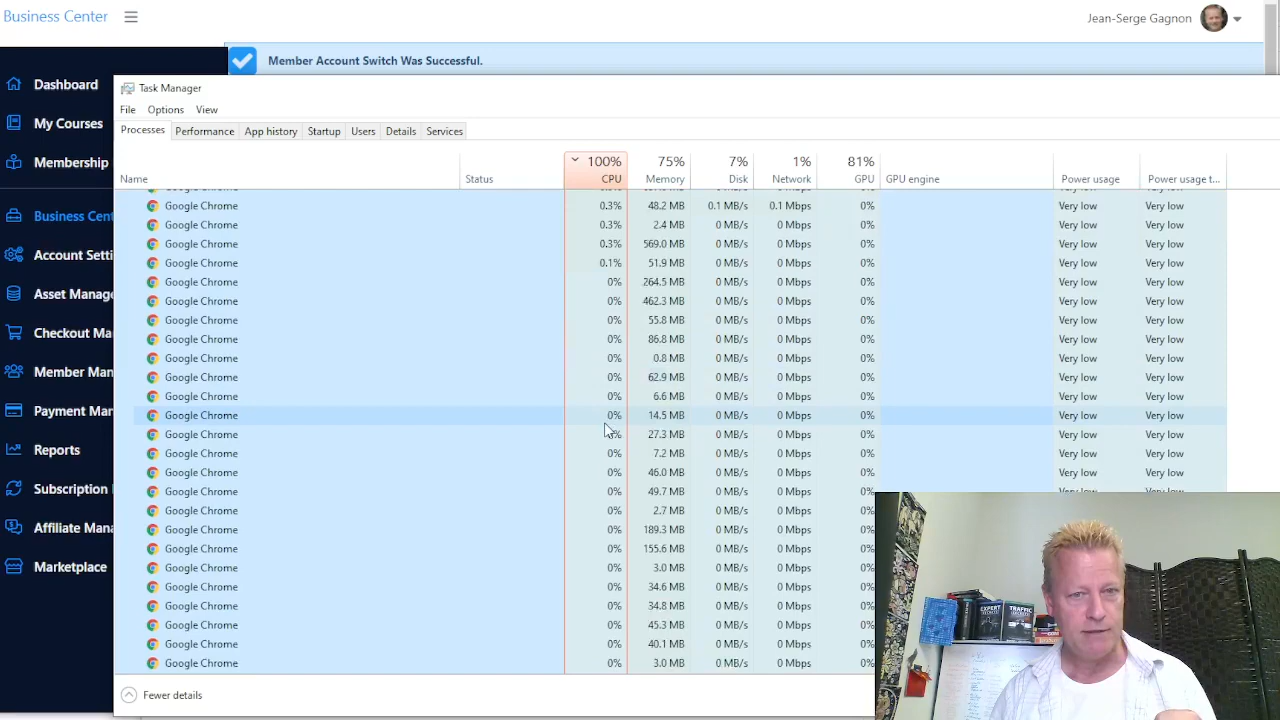 Business Center
Jean-Serge Gagnon
Member Account Switch Was Successful.
Dashboard
My Courses
Membership
Business Cent
Account Setti
Asset Manage
Checkout Ma
Member Man
Payment Mar
Reports
Subscription
Affiliate Mana
Marketplace
Task Manager
File Options View
Processes Performance App history Startup Users Details Services
100% 75% 7% 1% 81%
Name Status CPU Memory Disk Network GPU GPU engine Power usage Power usage t...
Google Chrome 0.3% 48.2 MB 0.1 MB/s 0.1 Mbps 0% Very low Very low
Google Chrome 0.3% 2.4 MB 0 MB/s 0 Mbps 0% Very low Very low
Google Chrome 0.3% 569.0 MB 0 MB/s 0 Mbps 0% Very low Very low
Google Chrome 0.1% 51.9 MB 0 MB/s 0 Mbps 0% Very low Very low
Google Chrome 0% 264.5 MB 0 MB/s 0 Mbps 0% Very low Very low
Google Chrome 0% 462.3 MB 0 MB/s 0 Mbps 0% Very low Very low
Google Chrome 0% 55.8 MB 0 MB/s 0 Mbps 0% Very low Very low
Google Chrome 0% 86.8 MB 0 MB/s 0 Mbps 0% Very low Very low
Google Chrome 0% 0.8 MB 0 MB/s 0 Mbps 0% Very low Very low
Google Chrome 0% 62.9 MB 0 MB/s 0 Mbps 0% Very low Very low
Google Chrome 0% 6.6 MB 0 MB/s 0 Mbps 0% Very low Very low
Google Chrome 0% 14.5 MB 0 MB/s 0 Mbps 0% Very low Very low
Google Chrome 27.3 MB 0 MB/s 0 Mbps 0% Very low Very low
Google Chrome 0% 7.2 MB 0 MB/s 0 Mbps 0% Very low Very low
Google Chrome 0% 46.0 MB 0 MB/s 0 Mbps 0% Very low Very low
Google Chrome 0% 49.7 MB 0 MB/s 0 Mbps 0% Very low Very low
Google Chrome 0% 2.7 MB 0 MB/s 0 Mbps 0%
Google Chrome 0% 189.3 MB 0 MB/s 0 Mbps 0%
Google Chrome 0% 155.6 MB 0 MB/s 0 Mbps 0%
Google Chrome 0% 3.0 MB 0 MB/s 0 Mbps 0%
Google Chrome 0% 34.6 MB 0 MB/s 0 Mbps 0%
Google Chrome 0% 34.8 MB 0 MB/s 0 Mbps 0%
Google Chrome 0% 45.3 MB 0 MB/s 0 Mbps 0%
Google Chrome 0% 40.1 MB 0 MB/s 0 Mbps 0%
Google Chrome 0% 3.0 MB 0 MB/s 0 Mbps 0%
Fewer details
EXPERT
TRAFFIC